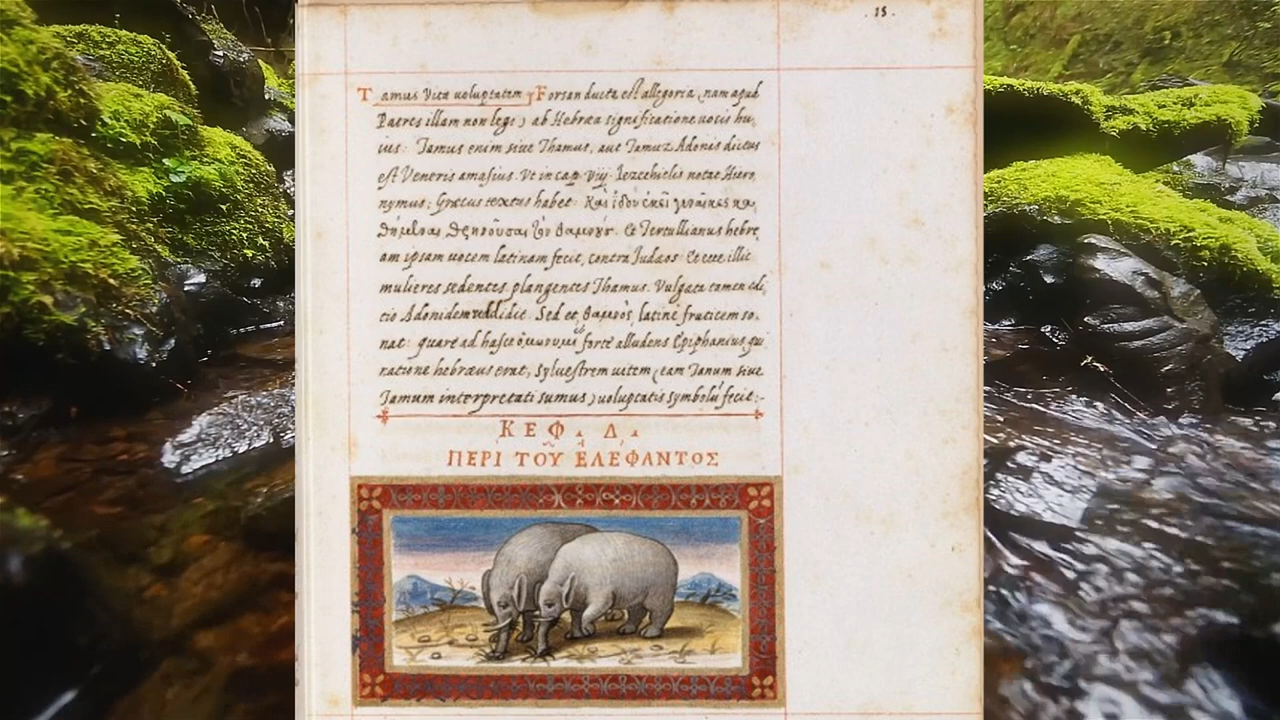 .15.
Tamus Vita uoluptatem Forsan ducta est allegoria (nam apud
Patres illam non lego) ab Hebræa significatione uocis hu,
ius: Tamus enim siue Thamus, aut Tamuz Adonis dictus
est Veneris amasius. Vt in cap. viij. Iezechielis notat Hiero,
nymus; Græcus textus habet: Καὶ ἰδοὺ ἐκεῖ γυναῖκες κα,
θήμεναι θρηνοῦσαι τὸν θαμούζ. Et Tertullianus hebrę
am ipsam uocem latinam fecit, contra Judæos: Et ecce illic
mulieres sedentes plangentes Thamus. Vulgata tamen edi,
tio Adonidem reddidit. Sed et θαμνὸς latine fruticem so,
nat: quare ad hasce ὁμωνυμίας forte alludens Epiphanius qui
natione hebræus erat, Syluestrem uitem (eam Tanum siue
Tamum interpretati sumus) uoluptatis symbolū fecit:-
ΚΕΦ. Δ.
ΠΕΡΙ ΤΟΥ ΕΛΕΦΑΝΤΟΣ